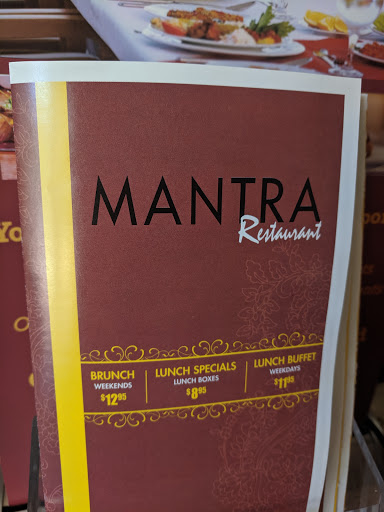 MANTRA
Restaurant
BRUNCH
WEEKENDS
$12.95
LUNCH SPECIALS
LUNCH BOXES
$8.95
LUNCH BUFFET
WEEKDAYS
$11.95